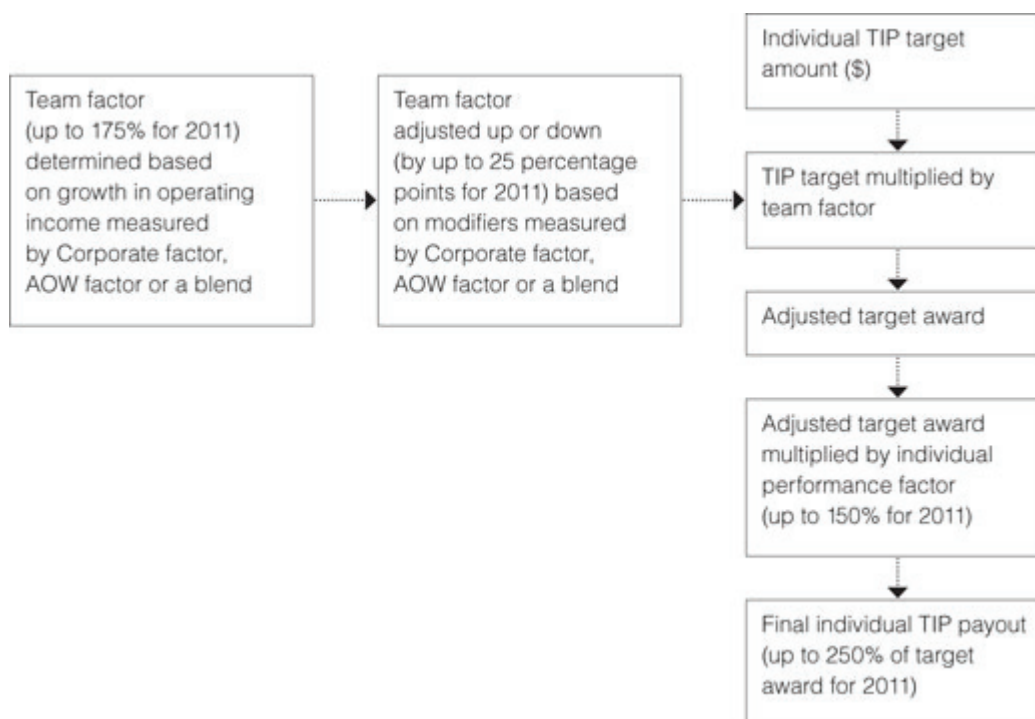 Team factor
(up to 175% for 2011)
determined based
on growth in operating
income measured
by Corporate factor,
AOW factor or a blend
Team factor
adjusted up or down
(by up to 25 percentage
points for 2011) based
on modifiers measured
by Corporate factor,
AOW factor or a blend
Individual TIP target
amount ($)
TIP target multiplied by
team factor
Adjusted target award
Adjusted target award
multiplied by individual
performance factor
(up to 150% for 2011)
Final individual TIP payout
(up to 250% of target
award for 2011)